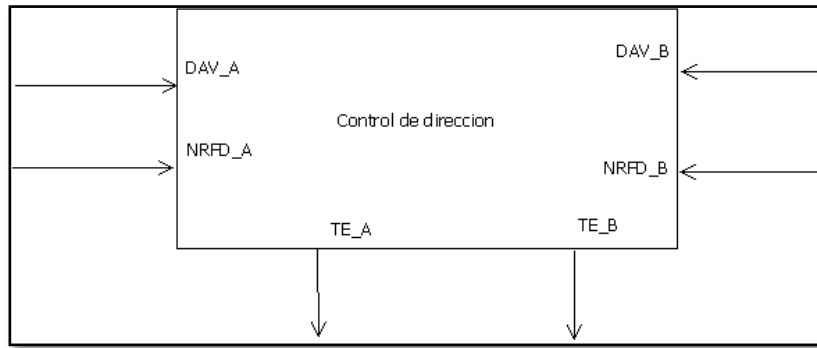 DAV_A
DAV_B
Control de direccion
NRFD_A
NRFD_B
TE_A
TE_B